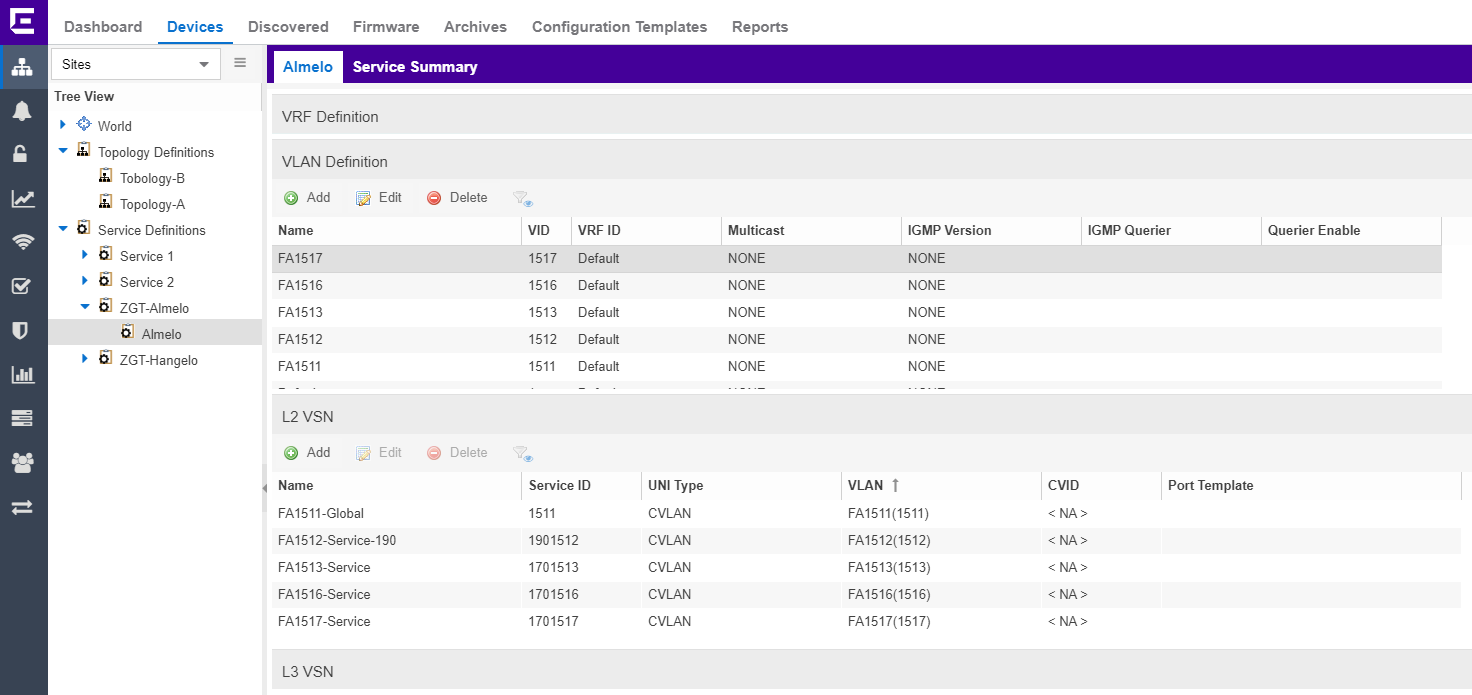 Dashboard Devices Discovered Firmware Archives Configuration Templates Reports
Sites
Almelo Service Summary
Tree View
World
Topology Definitions
Tobology-B
Topology-A
Service Definitions
Service 1
Service 2
ZGT-Almelo
Almelo
ZGT-Hangelo
VRF Definition
VLAN Definition
Add Edit Delete
Name VID VRF ID Multicast IGMP Version IGMP Querier Querier Enable
FA1517 1517 Default NONE NONE
FA1516 1516 Default NONE NONE
FA1513 1513 Default NONE NONE
FA1512 1512 Default NONE NONE
FA1511 1511 Default NONE NONE
L2 VSN
Add Edit Delete
Name Service ID UNI Type VLAN ↑ CVID Port Template
FA1511-Global 1511 CVLAN FA1511(1511) < NA >
FA1512-Service-190 1901512 CVLAN FA1512(1512) < NA >
FA1513-Service 1701513 CVLAN FA1513(1513) < NA >
FA1516-Service 1701516 CVLAN FA1516(1516) < NA >
FA1517-Service 1701517 CVLAN FA1517(1517) < NA >
L3 VSN